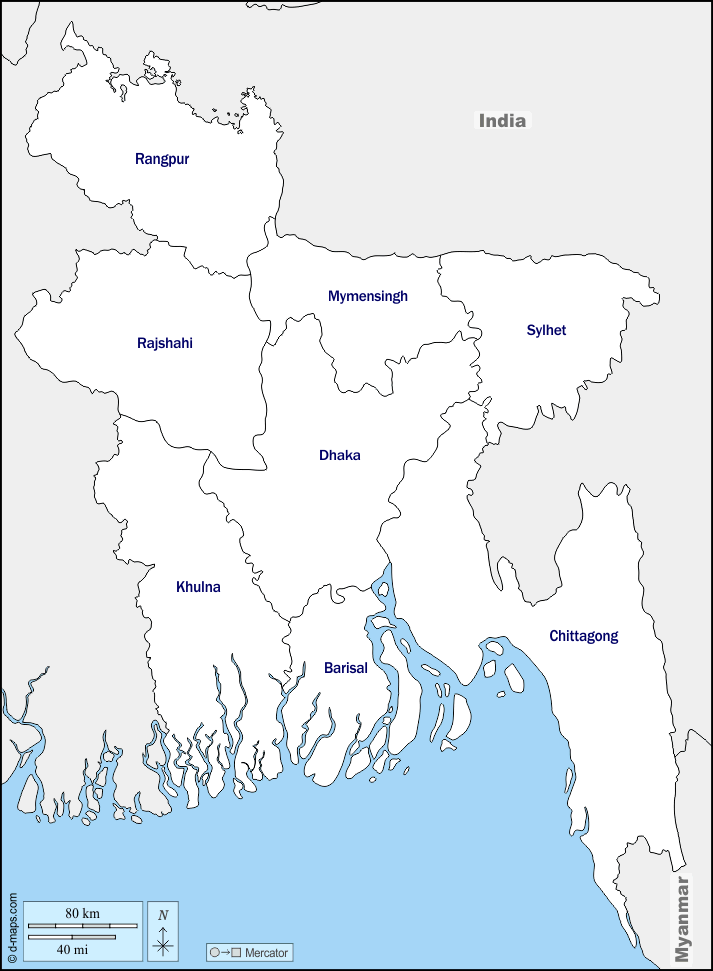 India
Rangpur
Mymensingh
Sylhet
Rajshahi
Dhaka
Khulna
Chittagong
Barisal
Myanmar
© d-maps.com
80 km
40 mi
N
Mercator